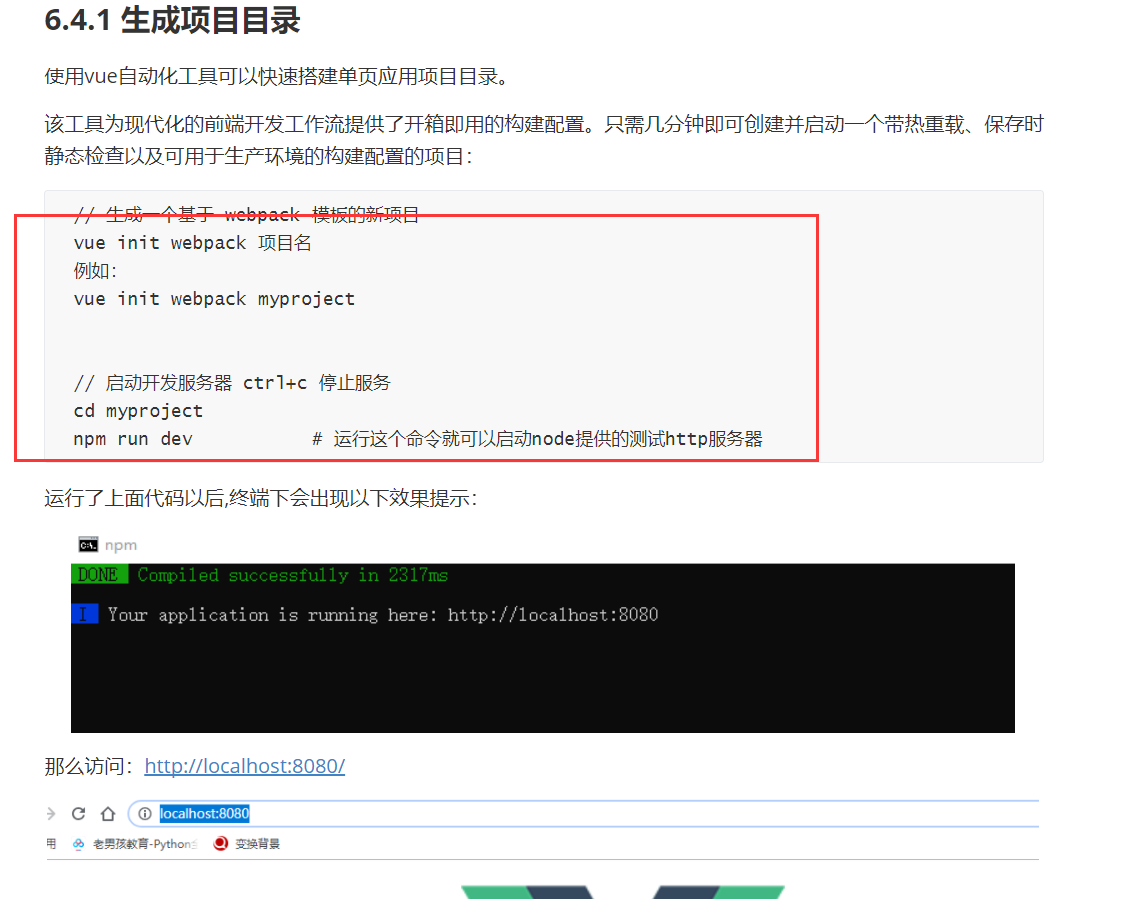 6.4.1 生成项目目录
使用vue自动化工具可以快速搭建单页应用项目目录。
该工具为现代化的前端开发工作流提供了开箱即用的构建配置。只需几分钟即可创建并启动一个带热重载、保存时
静态检查以及可用于生产环境的构建配置的项目：
// 生成一个基于 webpack 模板的新项目
vue init webpack 项目名
例如：
vue init webpack myproject
// 启动开发服务器 ctrl+c 停止服务
cd myproject
npm run dev # 运行这个命令就可以启动node提供的测试http服务器
运行了上面代码以后,终端下会出现以下效果提示：
C:\. npm
DONE Compiled successfully in 2317ms
I Your application is running here: http://localhost:8080
那么访问：http://localhost:8080/
localhost:8080
用 老男孩教育-Python 变换背景